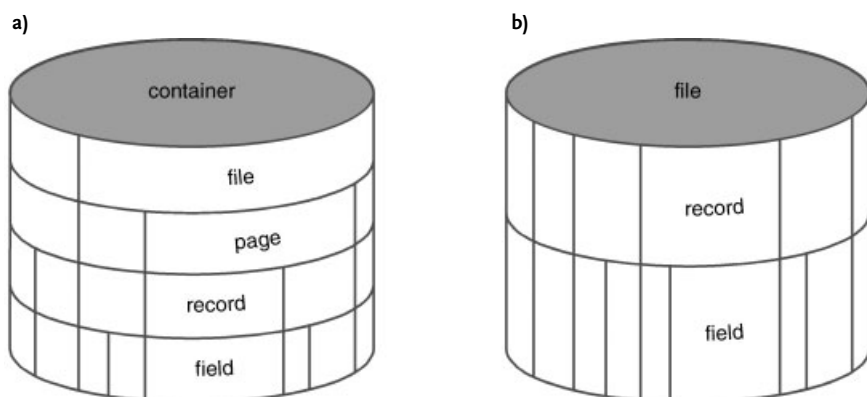 a)
container
file
page
record
field
b)
file
record
field